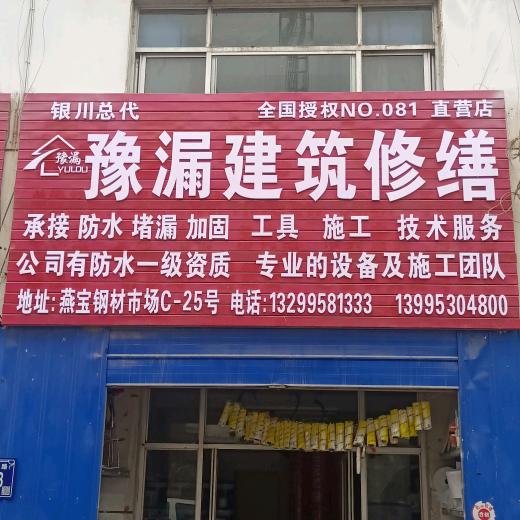 银川总代 全国授权NO.081 直营店
豫漏 YULOU 豫漏建筑修缮
承接 防水 堵漏 加固 工具 施工 技术服务
公司有防水一级资质 专业的设备及施工团队
地址:燕宝钢材市场C-25号 电话:13299581333 13995304800